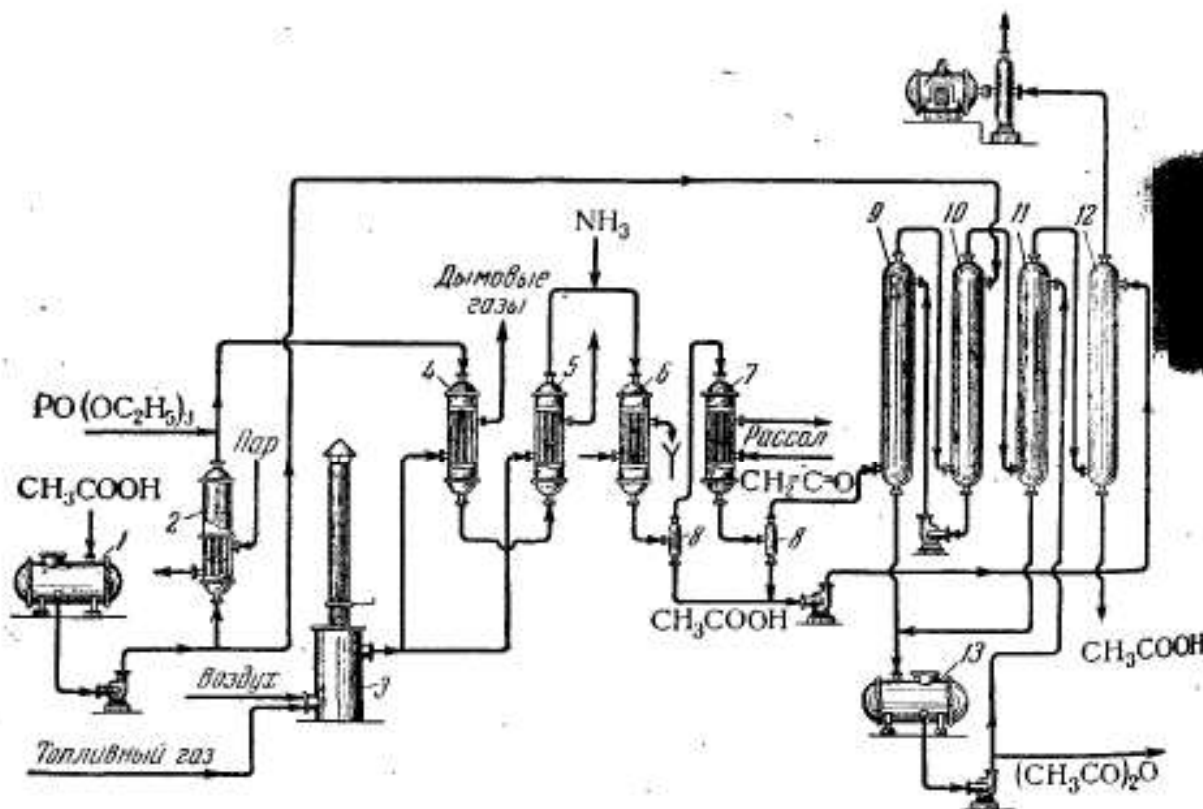 9
10
11
12
NH₃
Дымовые
газы
4
5
6
7
PO(OC₂H₅)₃
Пар
Рассол
CH₂=C=O
CH₃COOH
2
1
8
8
CH₃COOH
CH₃COOH
13
3
Воздух
Топливный газ
(CH₃CO)₂O